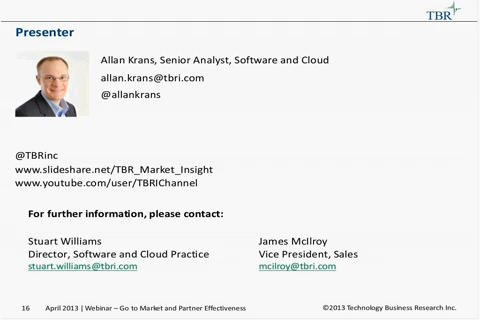 TBR
Presenter
Allan Krans, Senior Analyst, Software and Cloud
allan.krans@tbri.com
@allankrans
@TBRinc
www.slideshare.net/TBR_Market_Insight
www.youtube.com/user/TBRIChannel
For further information, please contact:
Stuart Williams
Director, Software and Cloud Practice
stuart.williams@tbri.com
James McIlroy
Vice President, Sales
mcilroy@tbri.com
16 April 2013 | Webinar – Go to Market and Partner Effectiveness ©2013 Technology Business Research Inc.